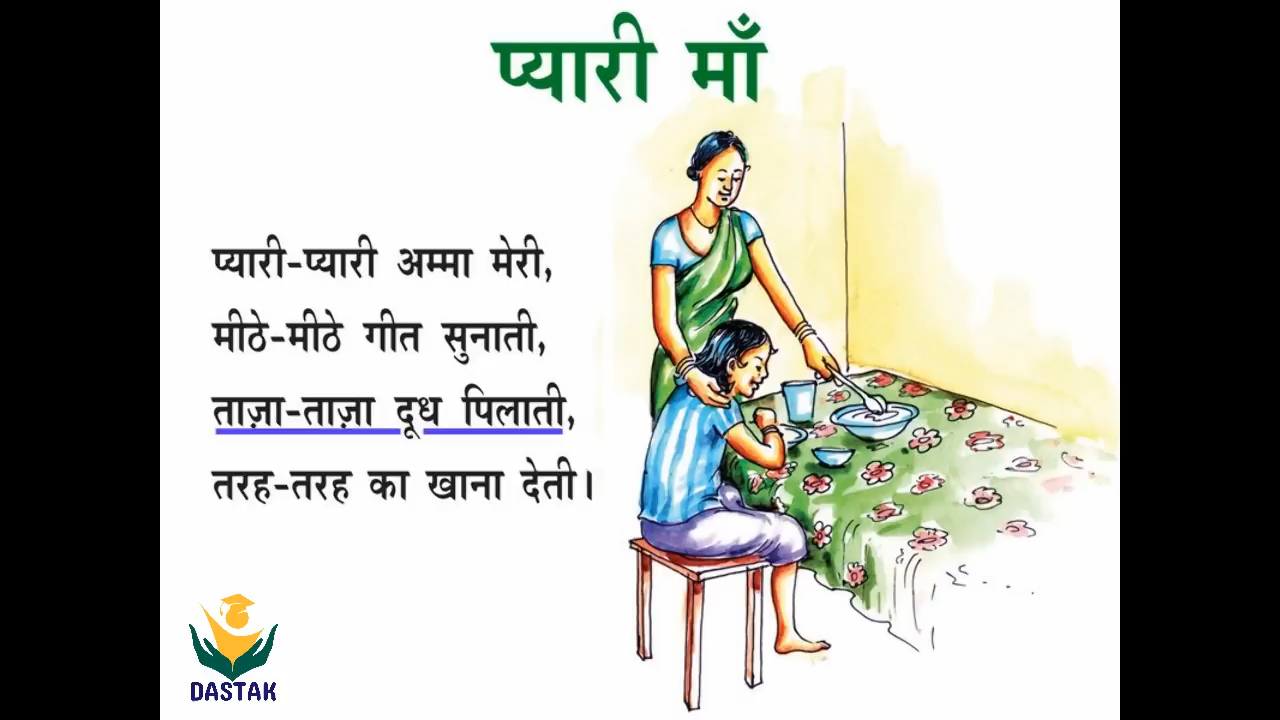 प्यारी माँ
प्यारी-प्यारी अम्मा मेरी,
मीठे-मीठे गीत सुनाती,
ताज़ा-ताज़ा दूध पिलाती,
तरह-तरह का खाना देती।
DASTAK